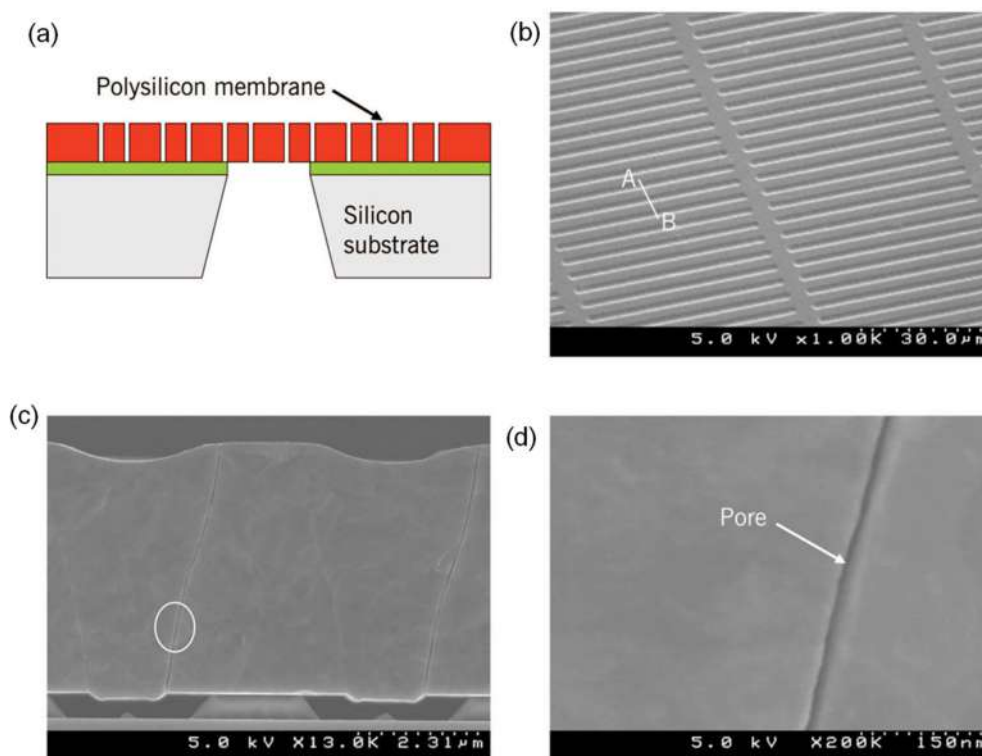 (a)
Polysilicon membrane
Silicon
substrate
(b)
A
B
5.0 kV x1.00K 30.0μm
(c)
5.0 kV X13.0K 2.31μm
(d)
Pore
5.0 kV X200K 150nm